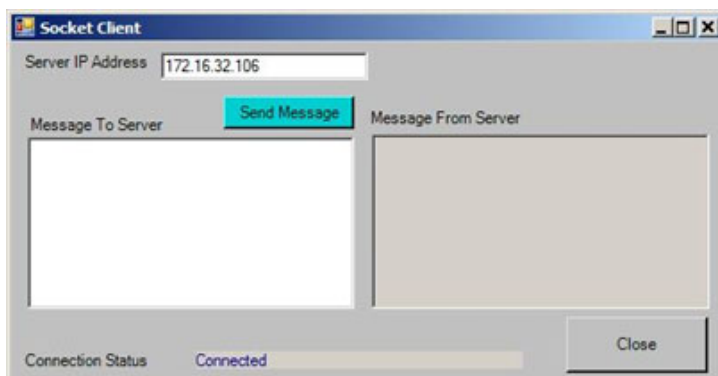 Socket Client
Server IP Address 172.16.32.106
Send Message
Message To Server
Message From Server
Close
Connection Status Connected